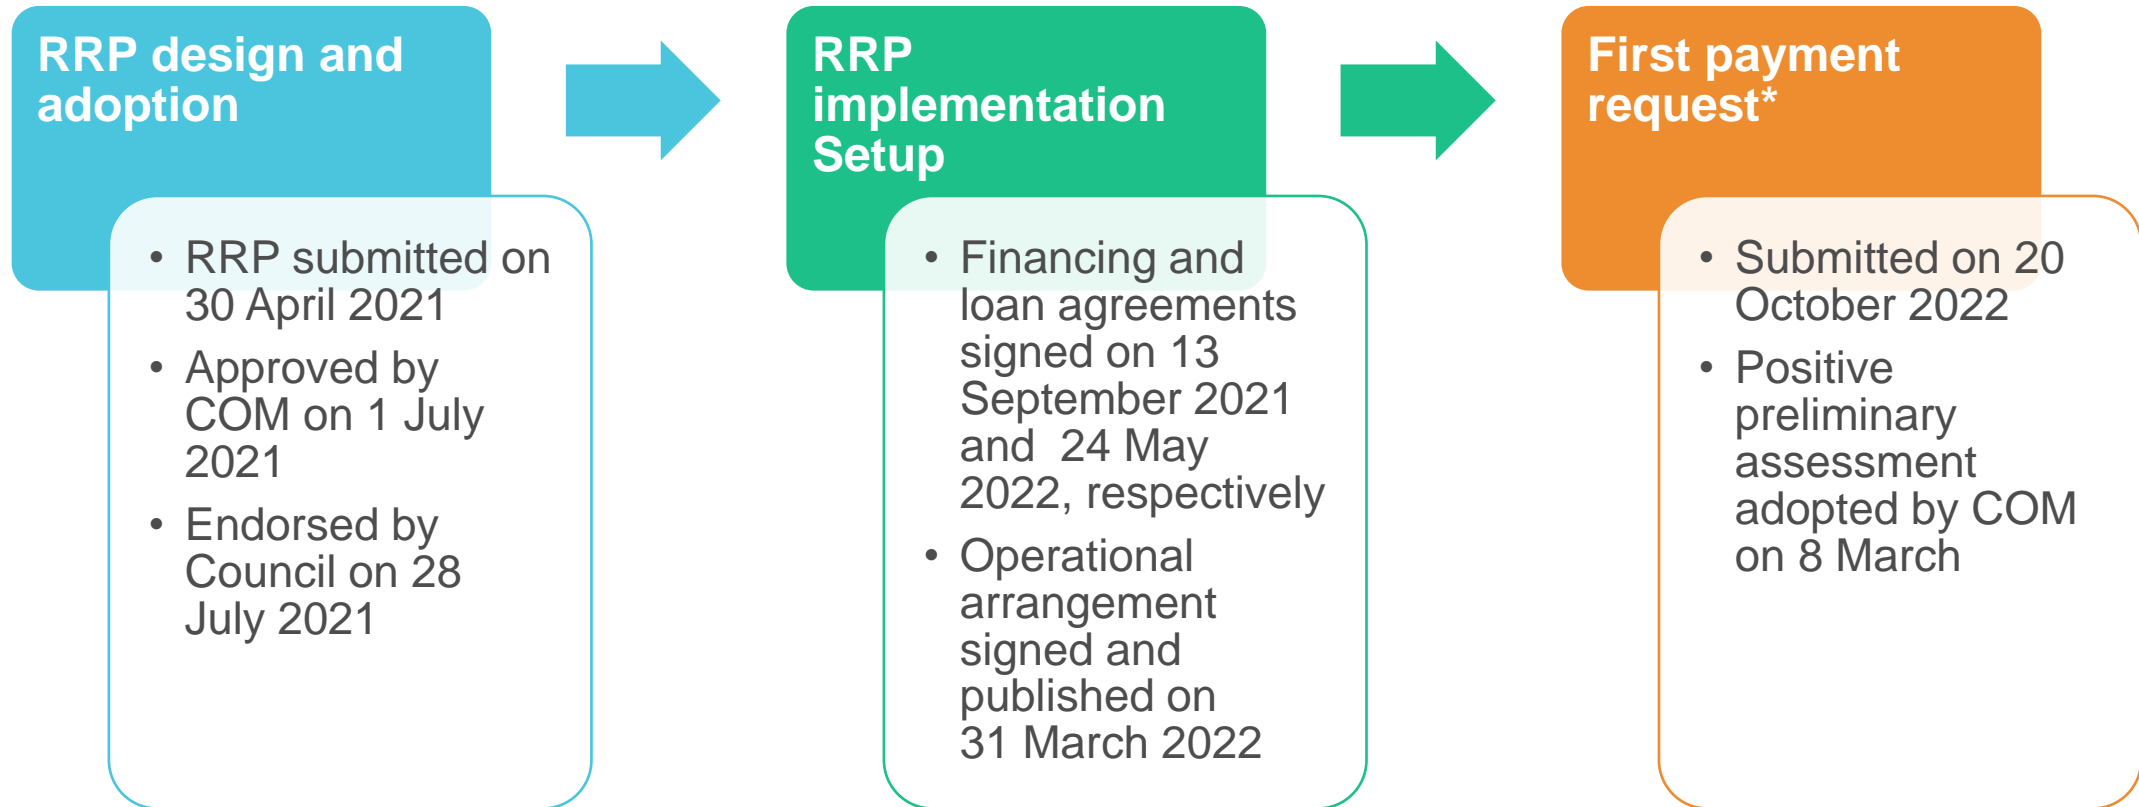 RRP design and
adoption
• RRP submitted on
30 April 2021
• Approved by
COM on 1 July
2021
• Endorsed by
Council on 28
July 2021
RRP
implementation
Setup
• Financing and
loan agreements
signed on 13
September 2021
and  24 May
2022, respectively
• Operational
arrangement
signed and
published on
31 March 2022
First payment
request*
• Submitted on 20
October 2022
• Positive
preliminary
assessment
adopted by COM
on 8 March